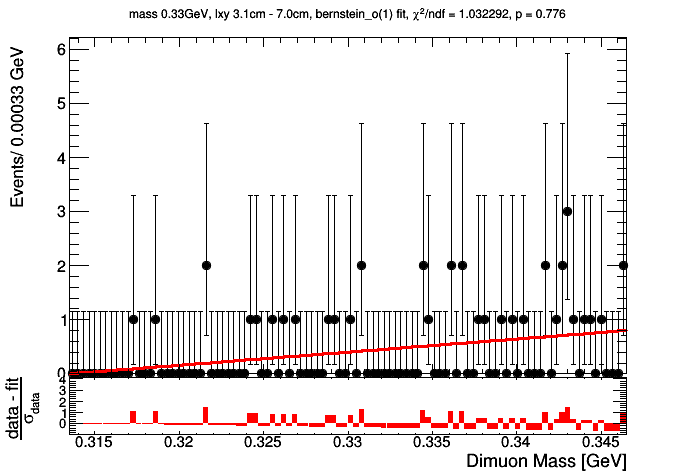 mass 0.33GeV, lxy 3.1cm - 7.0cm, bernstein_o(1) fit, χ²/ndf = 1.032292, p = 0.776
Events/ 0.00033 GeV
6
5
4
3
2
1
0
data - fit
σdata
4
3
2
1
0
0.315 0.32 0.325 0.33 0.335 0.34 0.345
Dimuon Mass [GeV]